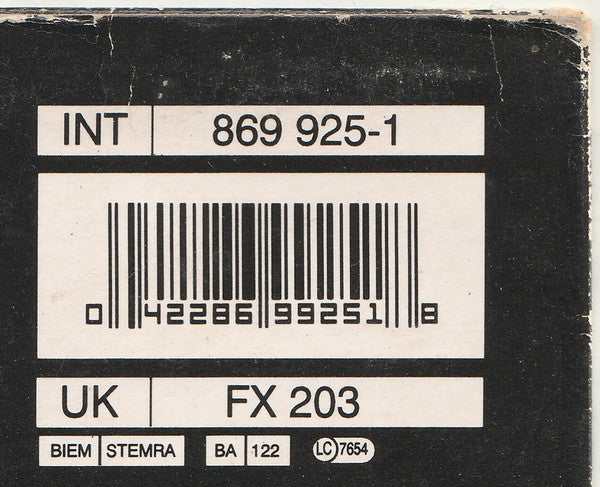 INT 869 925-1
0 42286 99251 8
UK FX 203
BIEM STEMRA BA 122 LC 7654